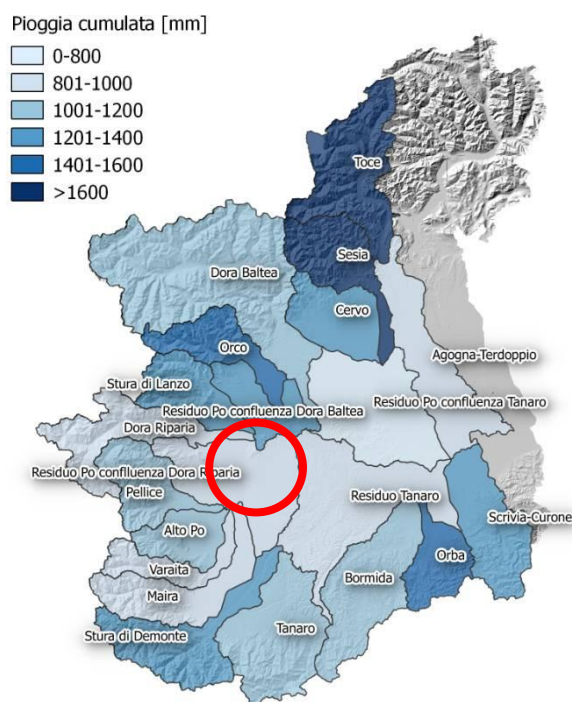 Pioggia cumulata [mm]
0-800
801-1000
1001-1200
1201-1400
1401-1600
>1600
Toce
Sesia
Dora Baltea
Cervo
Orco
Agogna-Terdoppio
Stura di Lanzo
Residuo Po confluenza Tanaro
Residuo Po confluenza Dora Baltea
Dora Riparia
Residuo Po conflluenza Dora Riparia
Pellice
Residuo Tanaro
Scrivia-Curone
Alto Po
Orba
Varaita
Bormida
Maira
Tanaro
Stura di Demonte